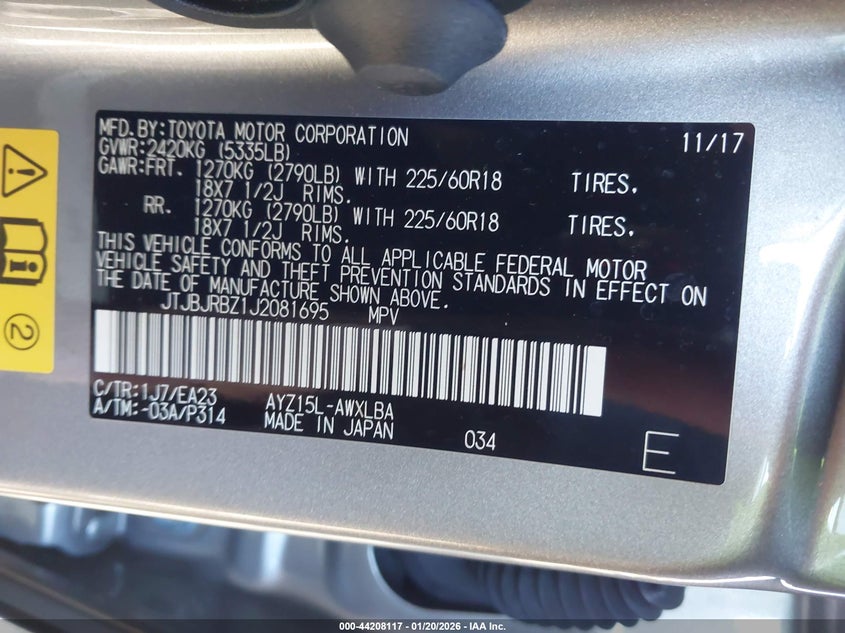 MFD.BY:TOYOTA MOTOR CORPORATION 11/17
GVWR:2420KG (5335LB)
GAWR:FRT. 1270KG (2790LB) WITH 225/60R18 TIRES.
18X7 1/2J RIMS.
RR. 1270KG (2790LB) WITH 225/60R18 TIRES.
18X7 1/2J RIMS.
THIS VEHICLE CONFORMS TO ALL APPLICABLE FEDERAL MOTOR
VEHICLE SAFETY AND THEFT PREVENTION STANDARDS IN EFFECT ON
THE DATE OF MANUFACTURE SHOWN ABOVE.
JTJBJRBZ1J2081695 MPV
C/TR:1J7/EA23 AYZ15L-AWXLBA
A/TM:-03A/P314 MADE IN JAPAN 034 E
2
000-44208117 - 01/20/2026 - IAA Inc.